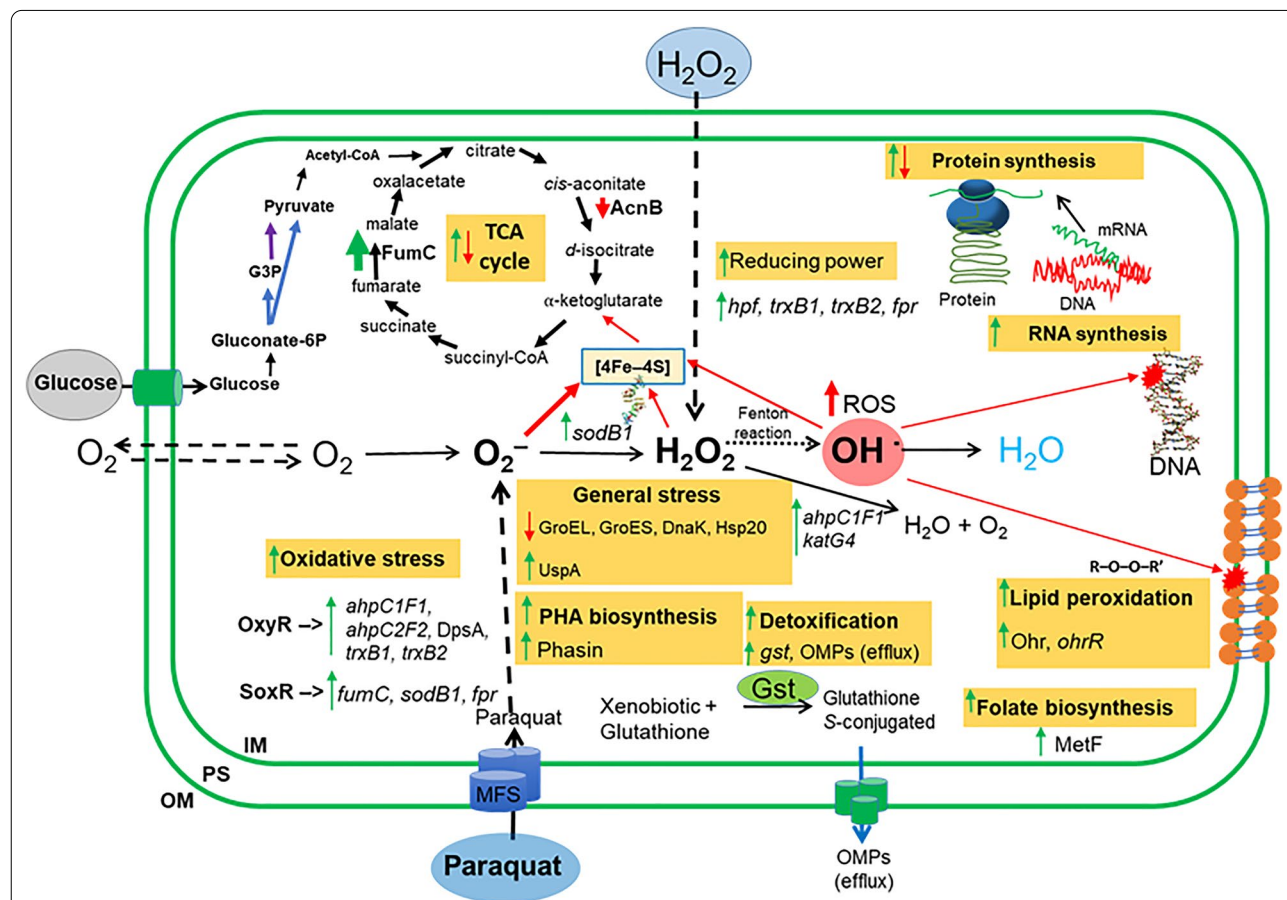 H₂O₂
Acetyl-CoA
citrate
oxalacetate
cis-aconitate
AcnB
Pyruvate
malate
FumC
TCA
cycle
d-isocitrate
G3P
fumarate
α-ketoglutarate
Gluconate-6P
succinate
succinyl-CoA
Glucose
Glucose
Protein synthesis
mRNA
Protein
DNA
Reducing power
hpf, trxB1, trxB2, fpr
RNA synthesis
DNA
[4Fe–4S]
sodB1
Fenton
reaction
ROS
O₂
O₂
O₂⁻
H₂O₂
OH·
H₂O
H₂O + O₂
ahpC1F1
katG4
General stress
GroEL, GroES, DnaK, Hsp20
UspA
Oxidative stress
OxyR –>
ahpC1F1,
ahpC2F2, DpsA,
trxB1, trxB2
SoxR –>
fumC, sodB1, fpr
PHA biosynthesis
Phasin
Detoxification
gst, OMPs (efflux)
R–O–O–R’
Lipid peroxidation
Ohr, ohrR
Gst
Xenobiotic +
Glutathione
Glutathione
S-conjugated
Folate biosynthesis
MetF
Paraquat
IM
PS
OM
MFS
Paraquat
OMPs
(efflux)